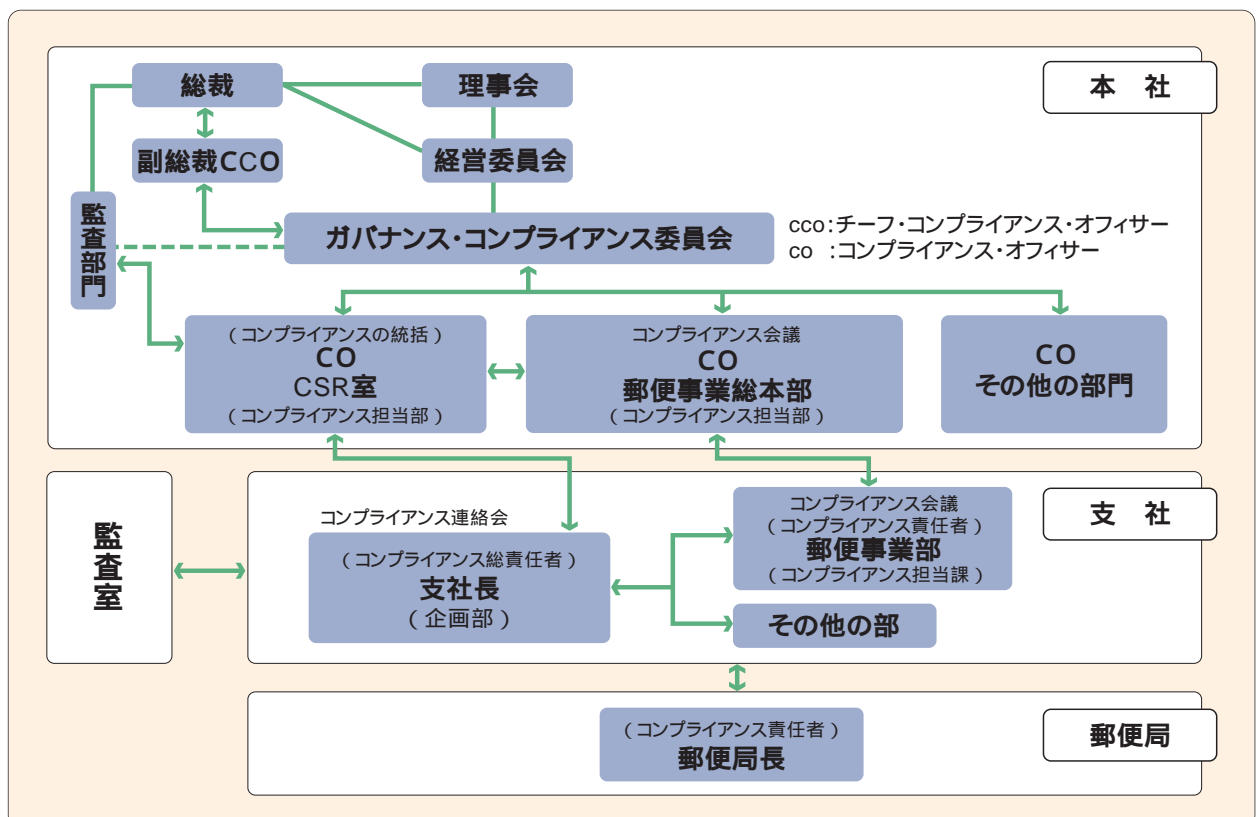 本 社
総裁
理事会
副総裁CCO
経営委員会
監査部門
ガバナンス・コンプライアンス委員会
cco:チーフ・コンプライアンス・オフィサー
co :コンプライアンス・オフィサー
(コンプライアンスの統括)
CO
CSR室
(コンプライアンス担当部)
コンプライアンス会議
CO
郵便事業総本部
(コンプライアンス担当部)
CO
その他の部門
監査室
支 社
コンプライアンス連絡会
(コンプライアンス総責任者)
支社長
(企画部)
コンプライアンス会議
(コンプライアンス責任者)
郵便事業部
(コンプライアンス担当課)
その他の部
郵便局
(コンプライアンス責任者)
郵便局長